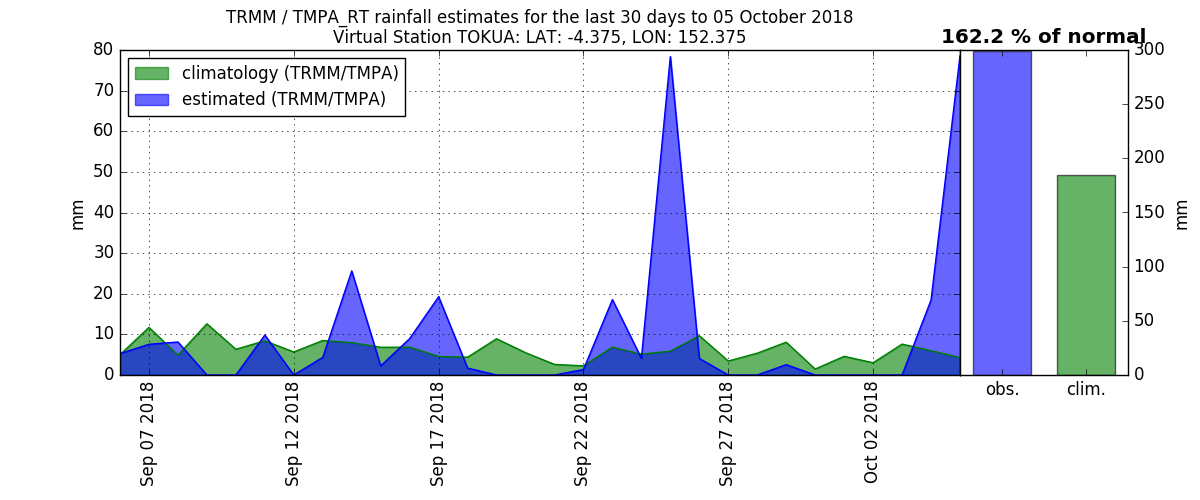 TRMM / TMPA_RT rainfall estimates for the last 30 days to 05 October 2018
Virtual Station TOKUA: LAT: -4.375, LON: 152.375
162.2 % of normal
climatology (TRMM/TMPA)
estimated (TRMM/TMPA)
80
70
60
50
40
30
20
10
0
mm
Sep 07 2018
Sep 12 2018
Sep 17 2018
Sep 22 2018
Sep 27 2018
Oct 02 2018
300
250
200
150
100
50
0
mm
obs.
clim.